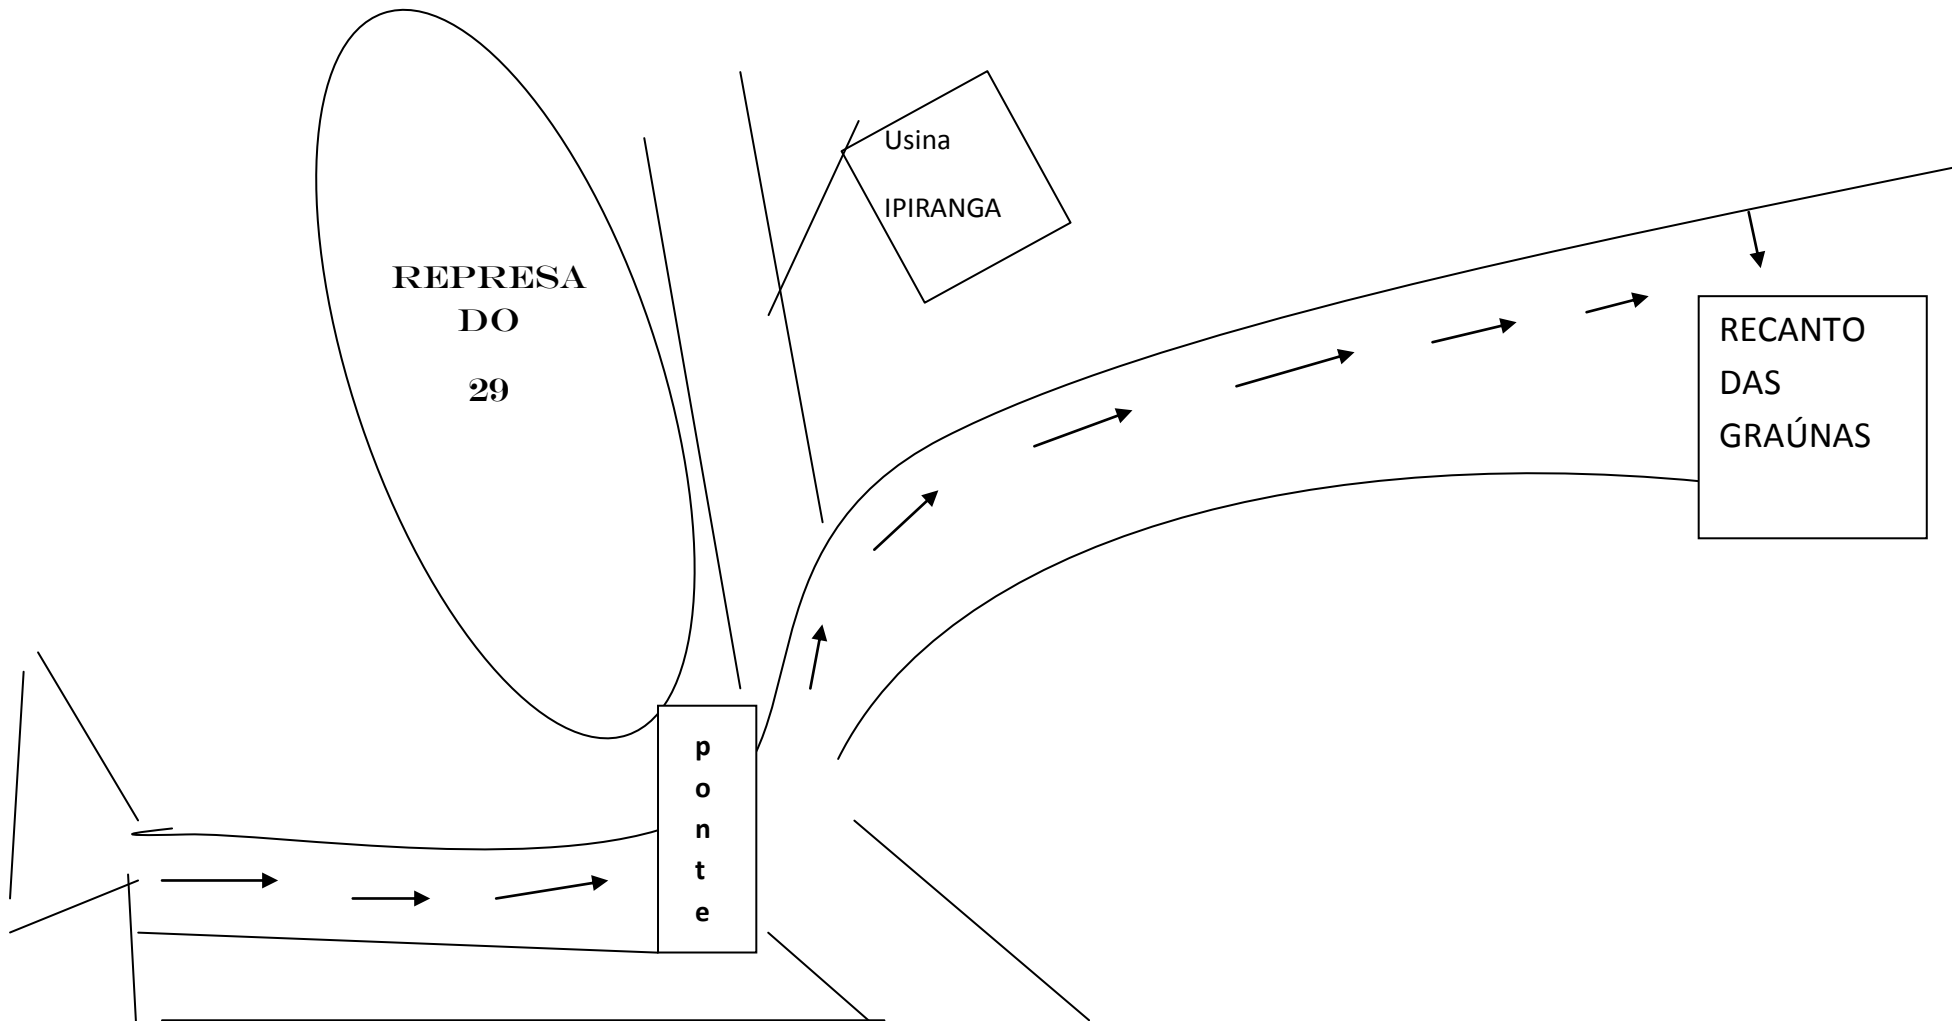 Usina
IPIRANGA
REPRESA
DO
29
RECANTO
DAS
GRAÚNAS
p
o
n
t
e